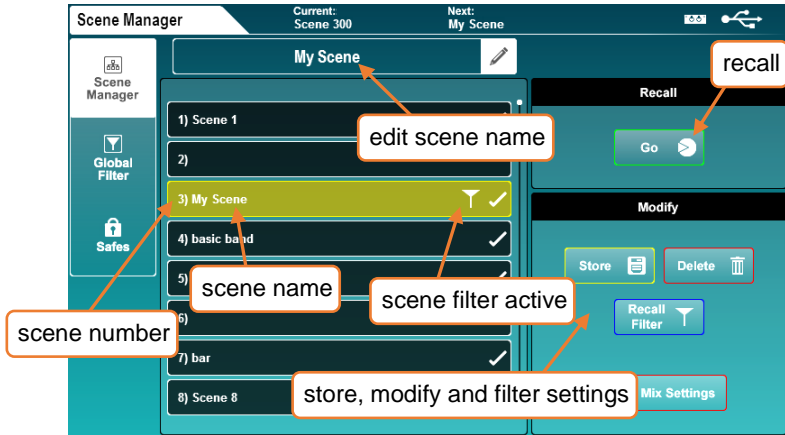 Scene Manager
Current:
Scene 300
Next:
My Scene
Scene
Manager
Global
Filter
Safes
My Scene
1) Scene 1
2)
3) My Scene
4) basic band
5)
6)
7) bar
8) Scene 8
Recall
Go
Modify
Store
Delete
Recall
Filter
Mix Settings
recall
edit scene name
scene name
scene filter active
scene number
store, modify and filter settings